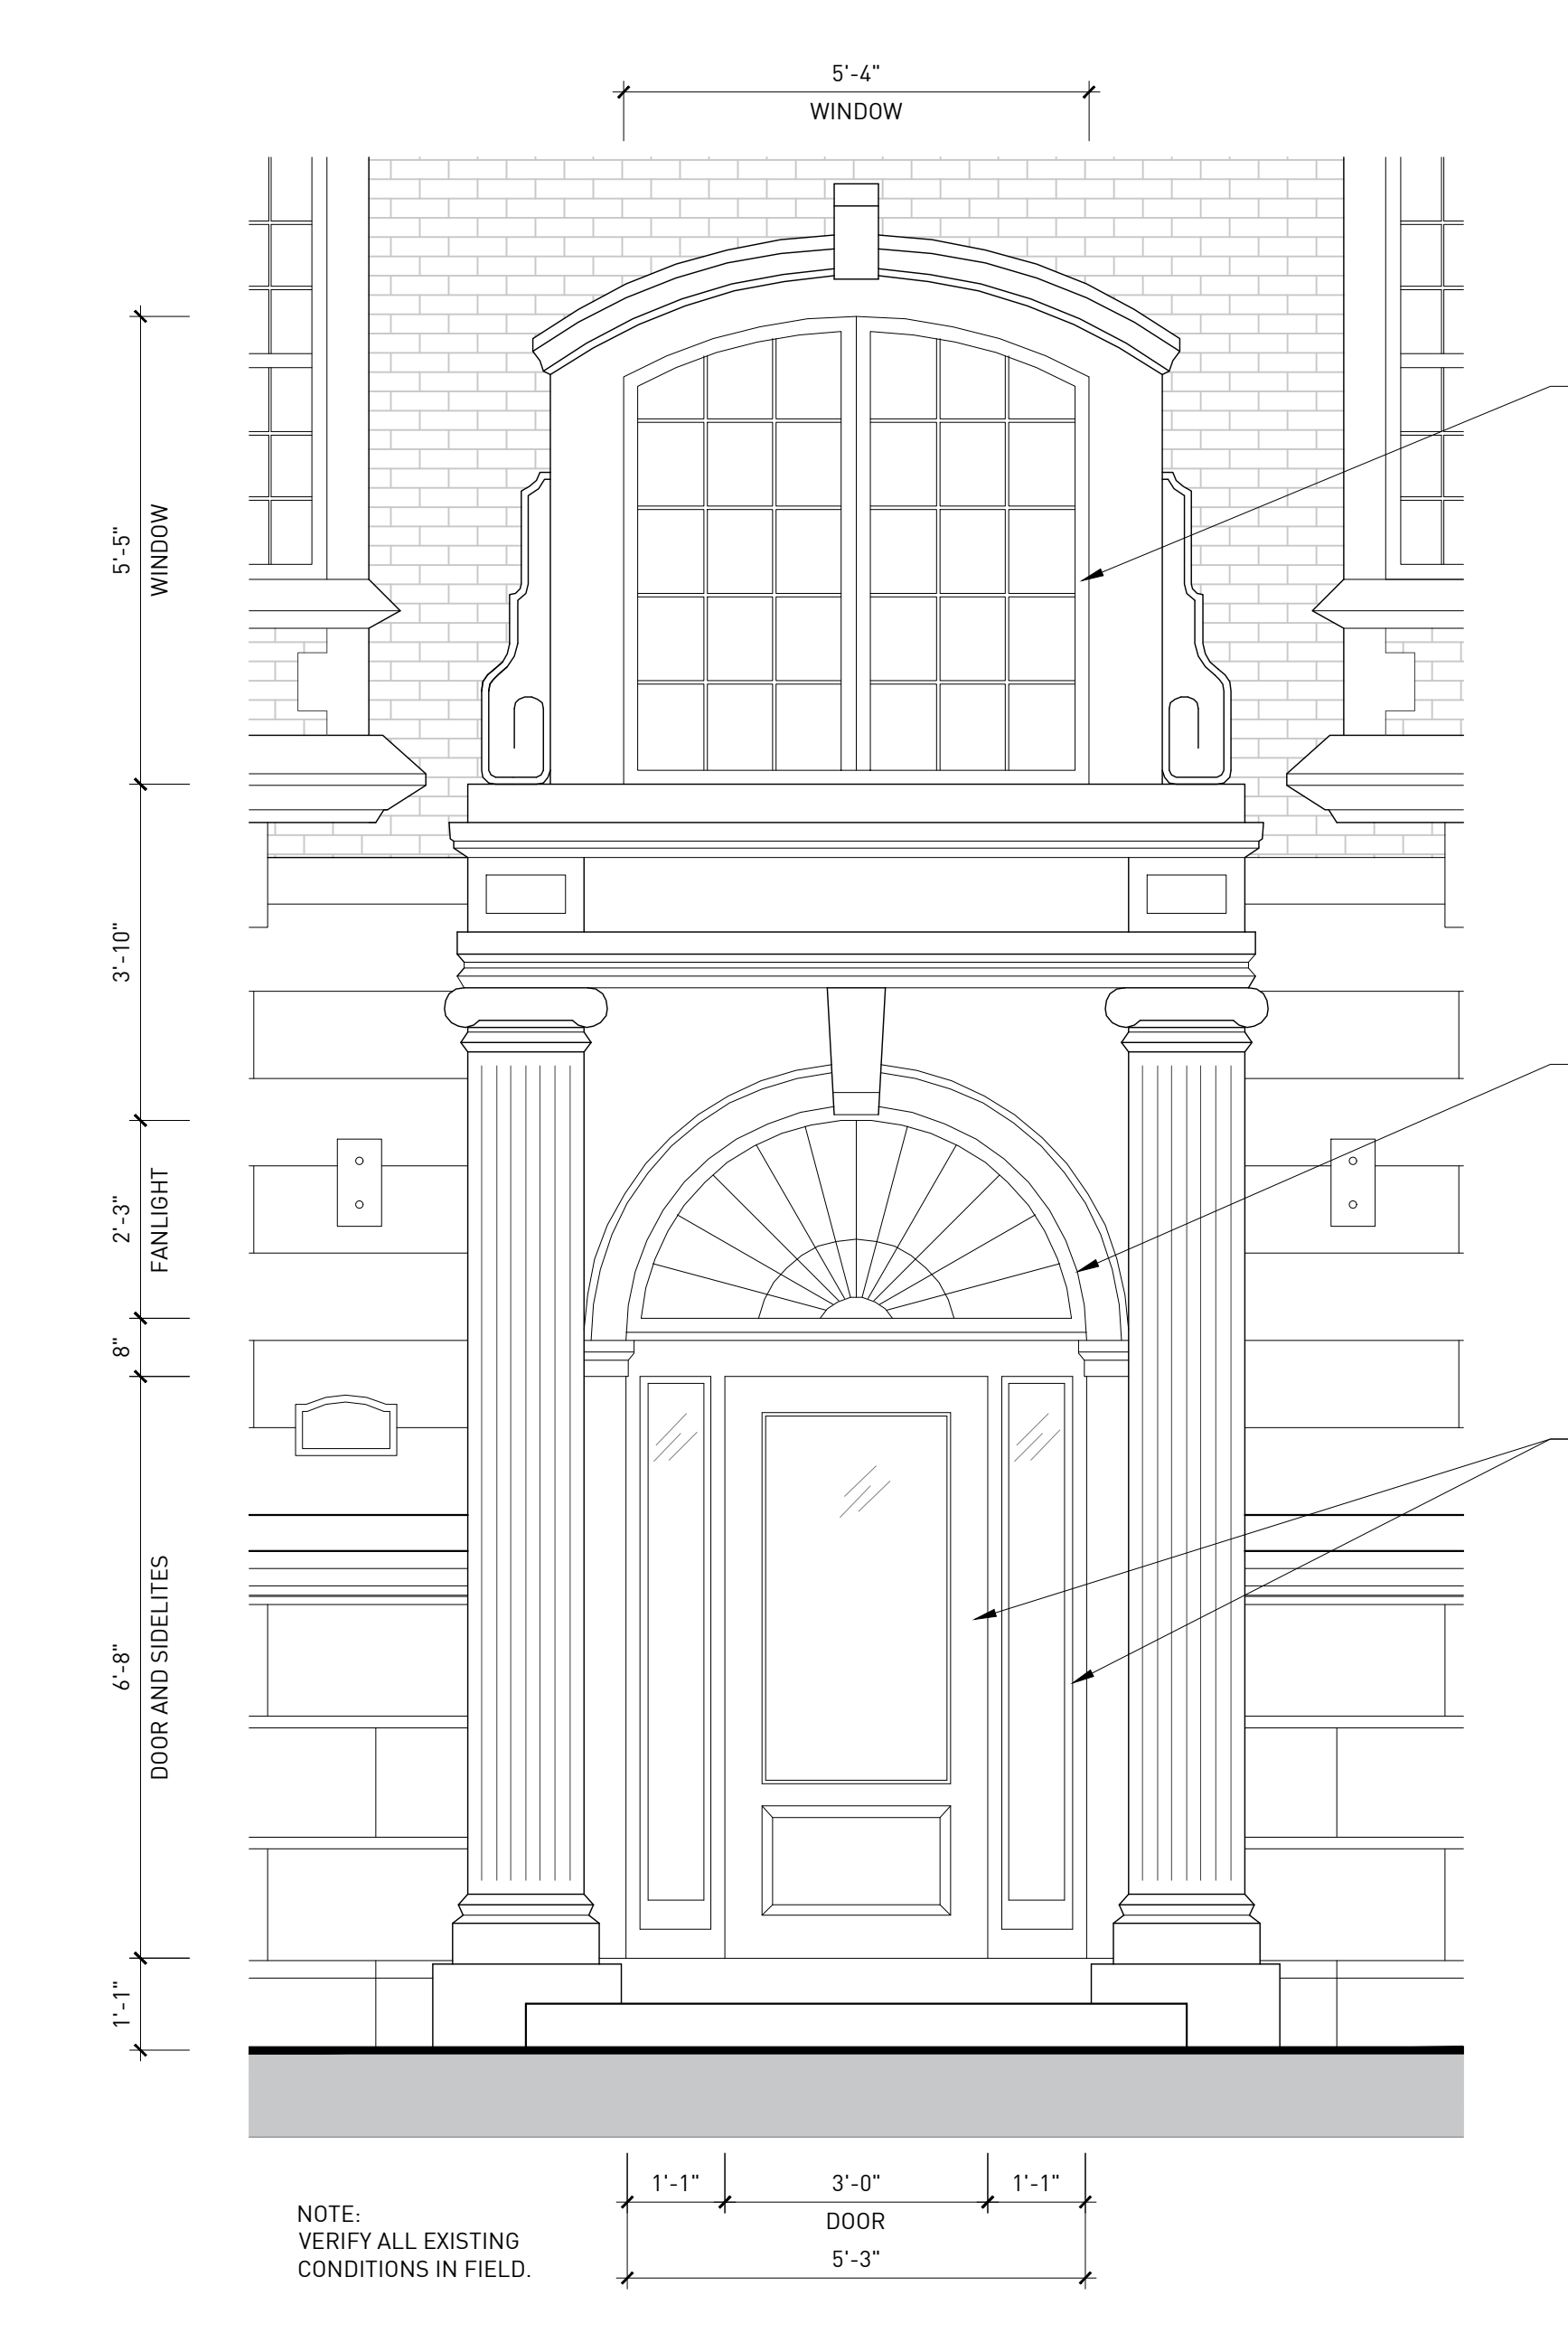 5'-4"
WINDOW
5'-5"
WINDOW
3'-10"
2'-3"
FANLIGHT
8"
6'-8"
DOOR AND SIDELITES
1'-1"
1'-1"
3'-0"
1'-1"
DOOR
5'-3"
NOTE:
VERIFY ALL EXISTING
CONDITIONS IN FIELD.